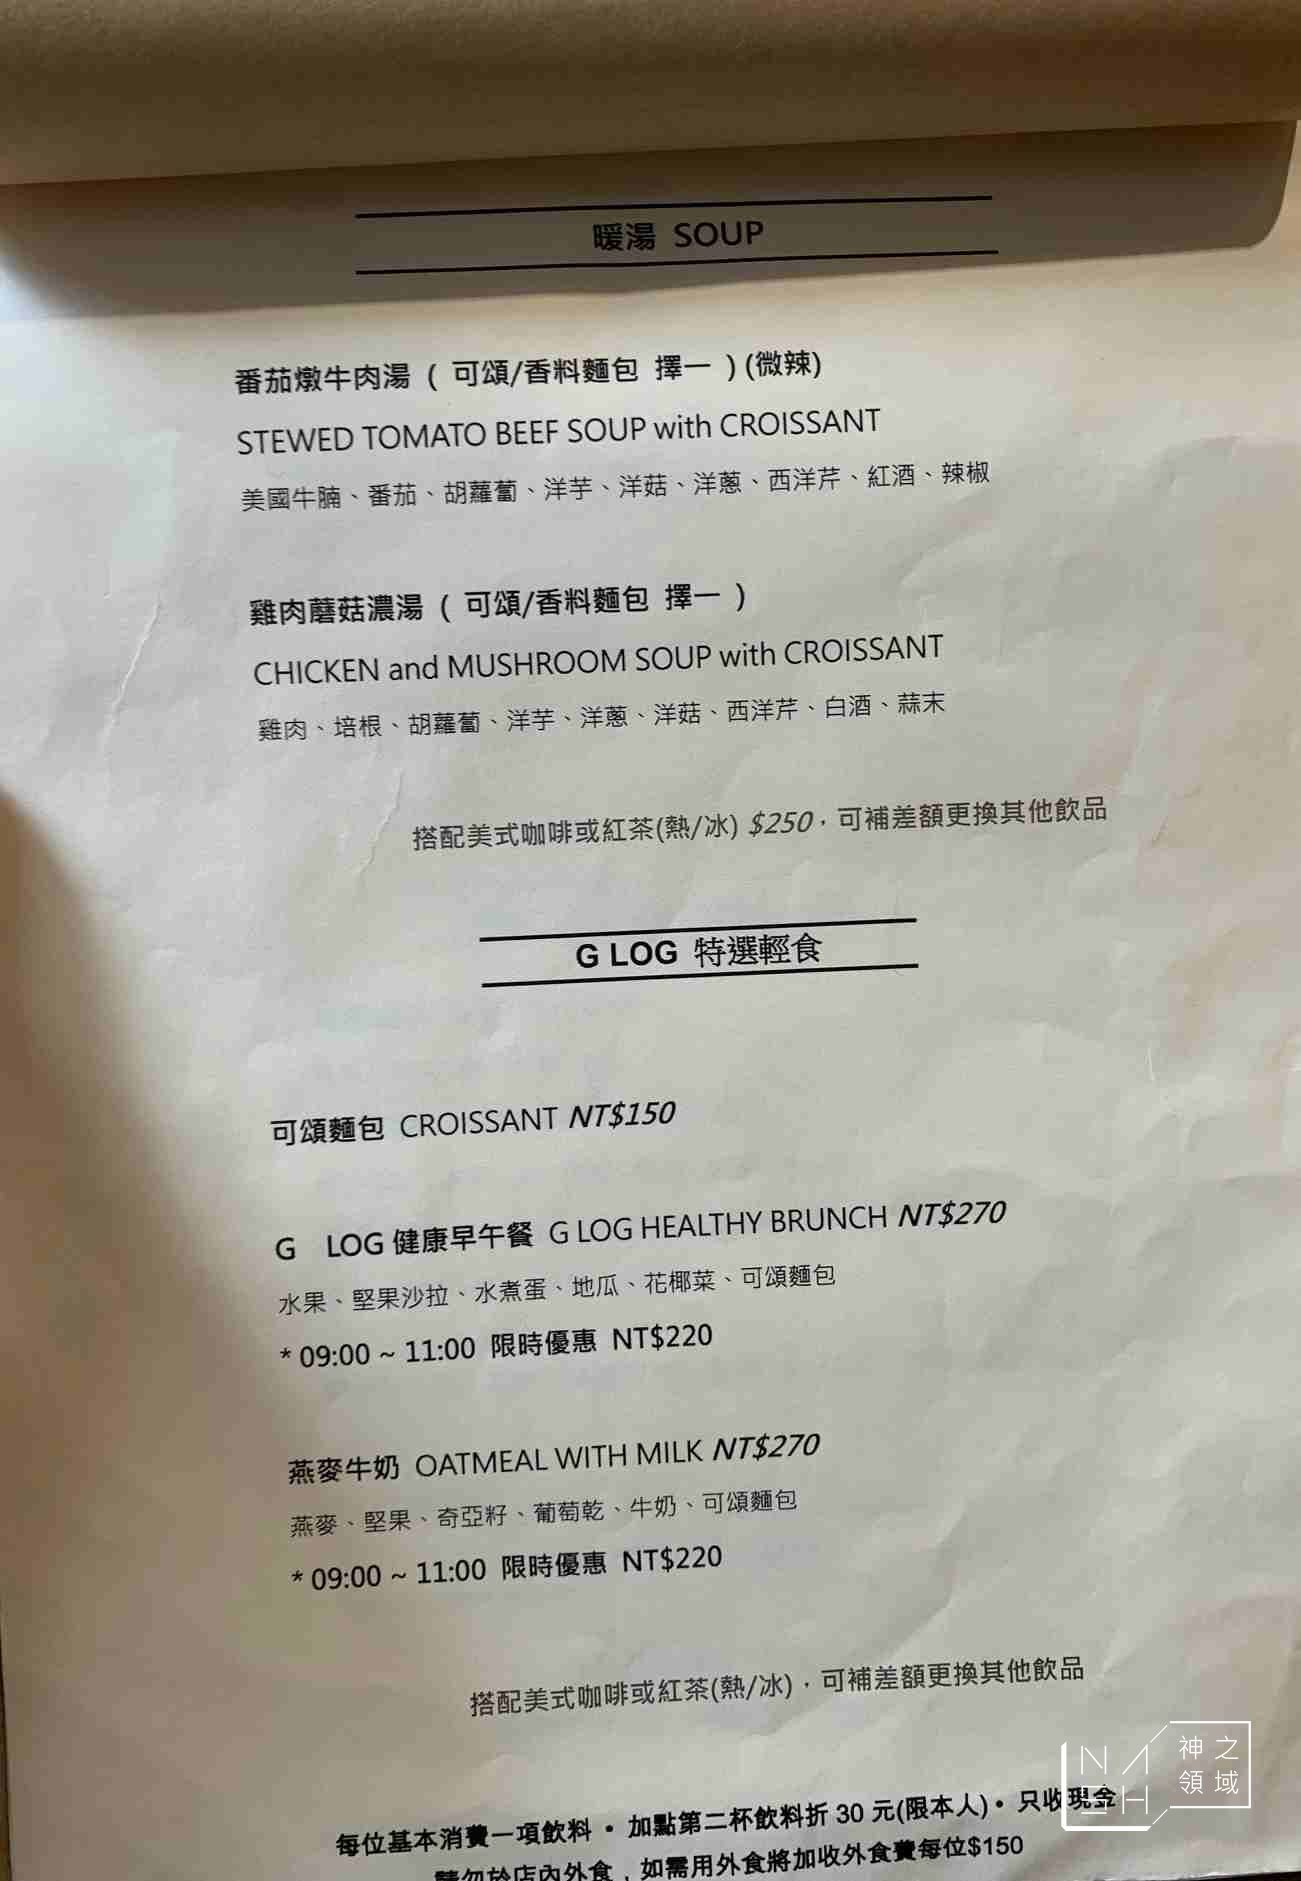 暖湯 SOUP
番茄燉牛肉湯 ( 可頌/香料麵包 擇一 ) (微辣)
STEWED TOMATO BEEF SOUP with CROISSANT
美國牛腩、番茄、胡蘿蔔、洋芋、洋菇、洋蔥、西洋芹、紅酒、辣椒
雞肉蘑菇濃湯 ( 可頌/香料麵包 擇一 )
CHICKEN and MUSHROOM SOUP with CROISSANT
雞肉、培根、胡蘿蔔、洋芋、洋蔥、洋菇、西洋芹、白酒、蒜末
搭配美式咖啡或紅茶(熱/冰) $250，可補差額更換其他飲品
G LOG 特選輕食
可頌麵包 CROISSANT NT$150
G LOG 健康早午餐 G LOG HEALTHY BRUNCH NT$270
水果、堅果沙拉、水煮蛋、地瓜、花椰菜、可頌麵包
* 09:00 ~ 11:00 限時優惠 NT$220
燕麥牛奶 OATMEAL WITH MILK NT$270
燕麥、堅果、奇亞籽、葡萄乾、牛奶、可頌麵包
* 09:00 ~ 11:00 限時優惠 NT$220
搭配美式咖啡或紅茶(熱/冰)，可補差額更換其他飲品
每位基本消費一項飲料 • 加點第二杯飲料折 30 元(限本人) • 只收現金
請勿於店內外食，如需用外食將加收外食費每位$150
神之
領域